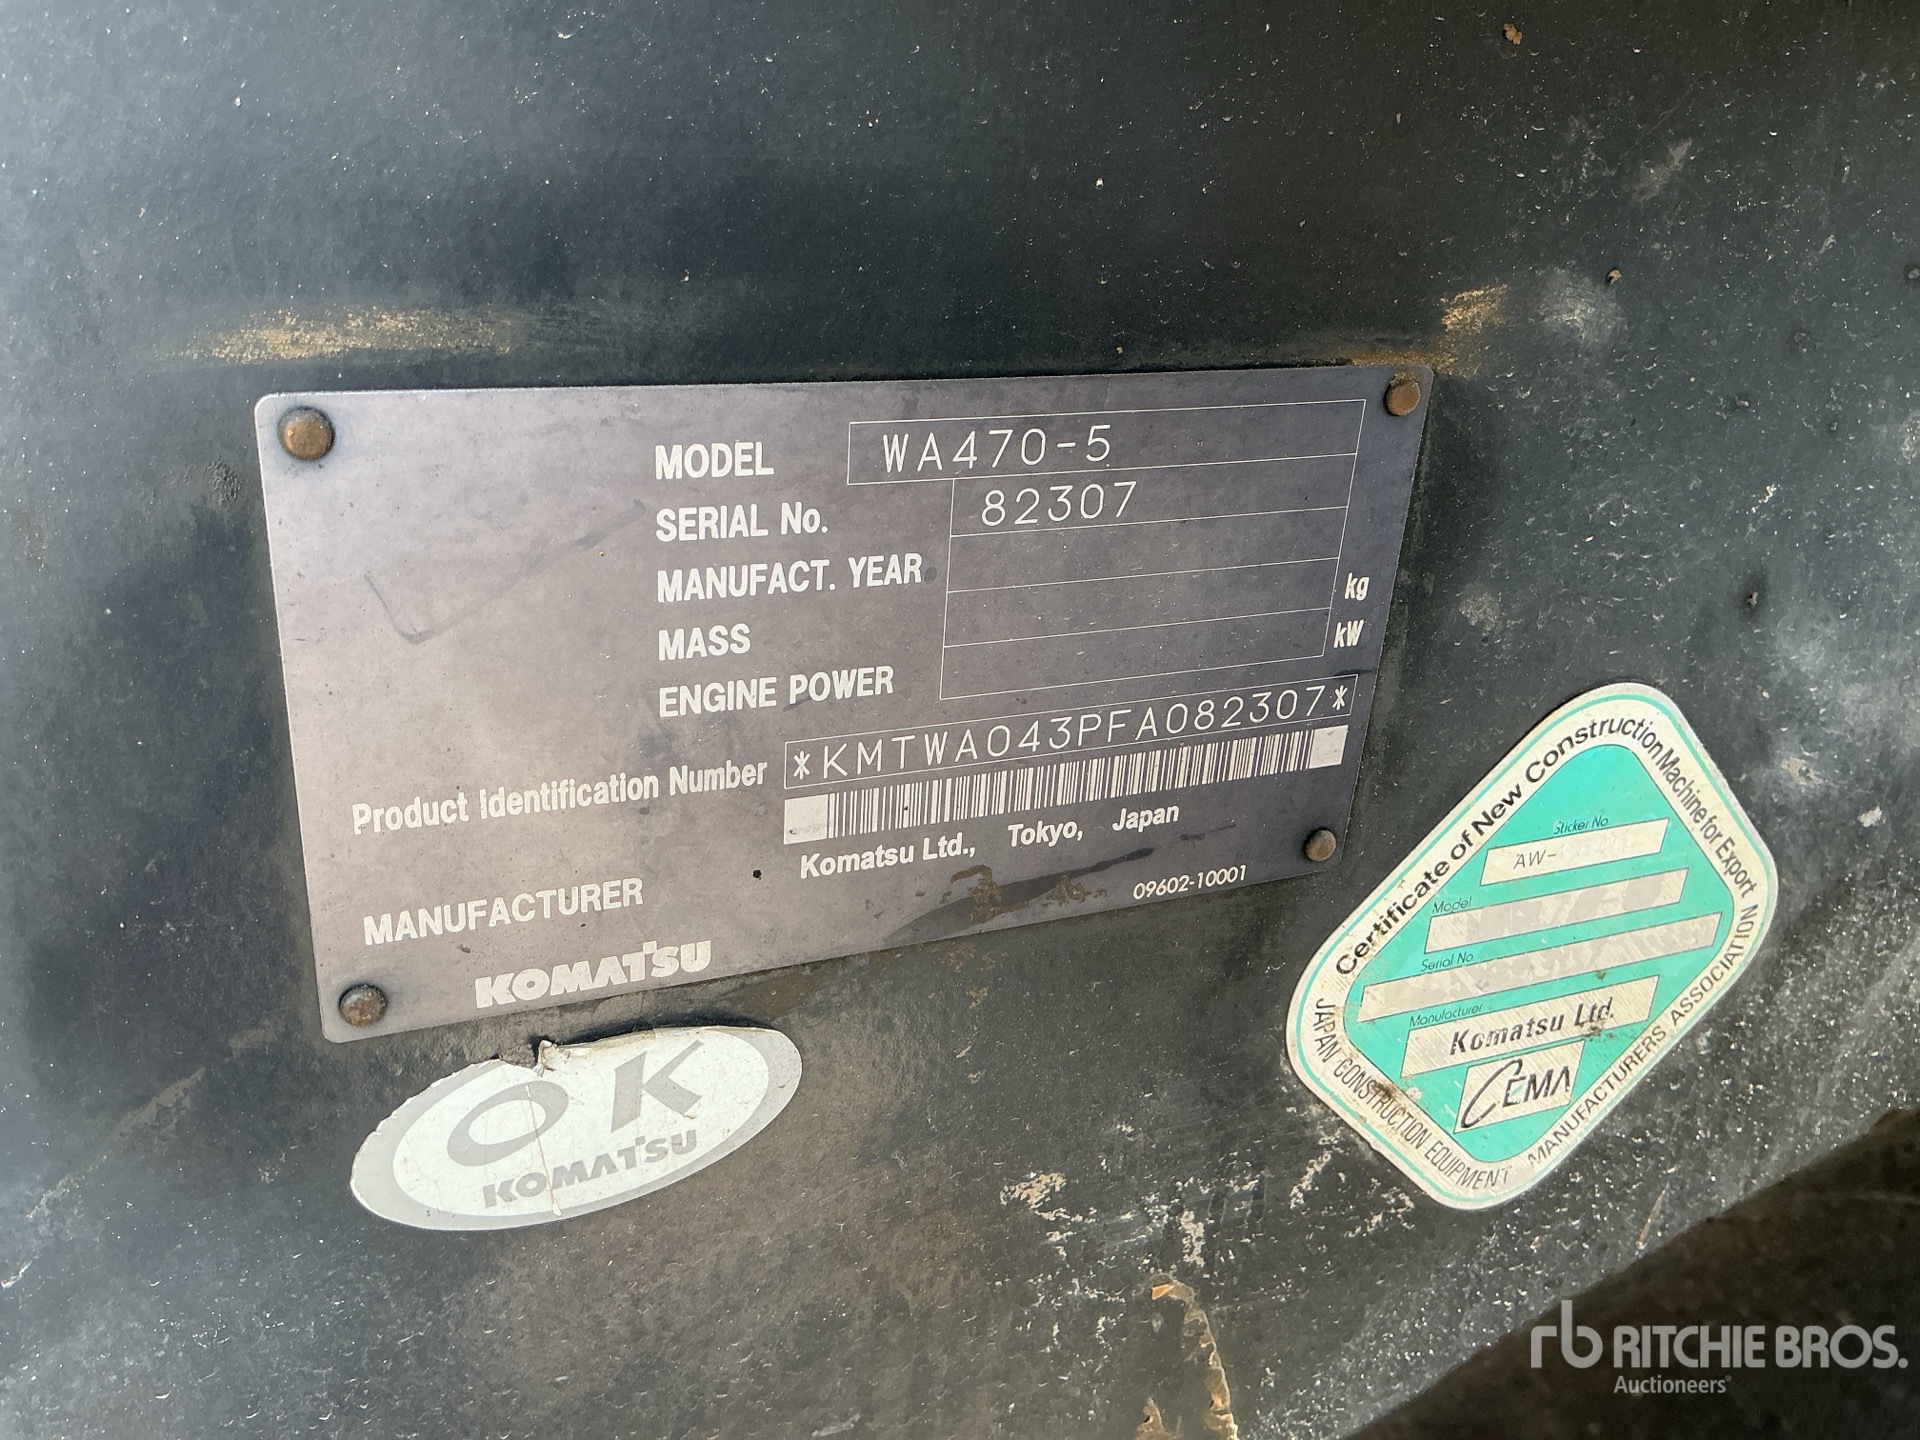 MODEL WA470-5
SERIAL No. 82307
MANUFACT. YEAR
MASS kg
ENGINE POWER kW
Product Identification Number *KMTWA043PFA082307*
Komatsu Ltd., Tokyo, Japan
MANUFACTURER
09602-10001
KOMATSU
OK
KOMATSU
Certificate of New Construction Machine for Export
Sticker No.
AW-
Model
Serial No.
Manufacturer
Komatsu Ltd.
CEMA
JAPAN CONSTRUCTION EQUIPMENT MANUFACTURERS ASSOCIATION
rb RITCHIE BROS.
Auctioneers